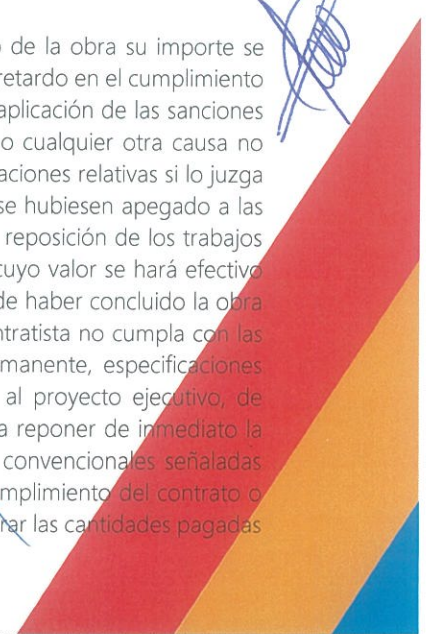 de la obra su importe se
retardo en el cumplimiento
aplicación de las sanciones
o cualquier otra causa no
aciones relativas si lo juzga
se hubiesen apegado a las
reposición de los trabajos
cuyo valor se hará efectivo
de haber concluido la obra
ntratista no cumpla con las
manente, especificaciones
al proyecto ejecutivo, de
a reponer de inmediato la
convencionales señaladas
mplimiento del contrato o
rar las cantidades pagadas